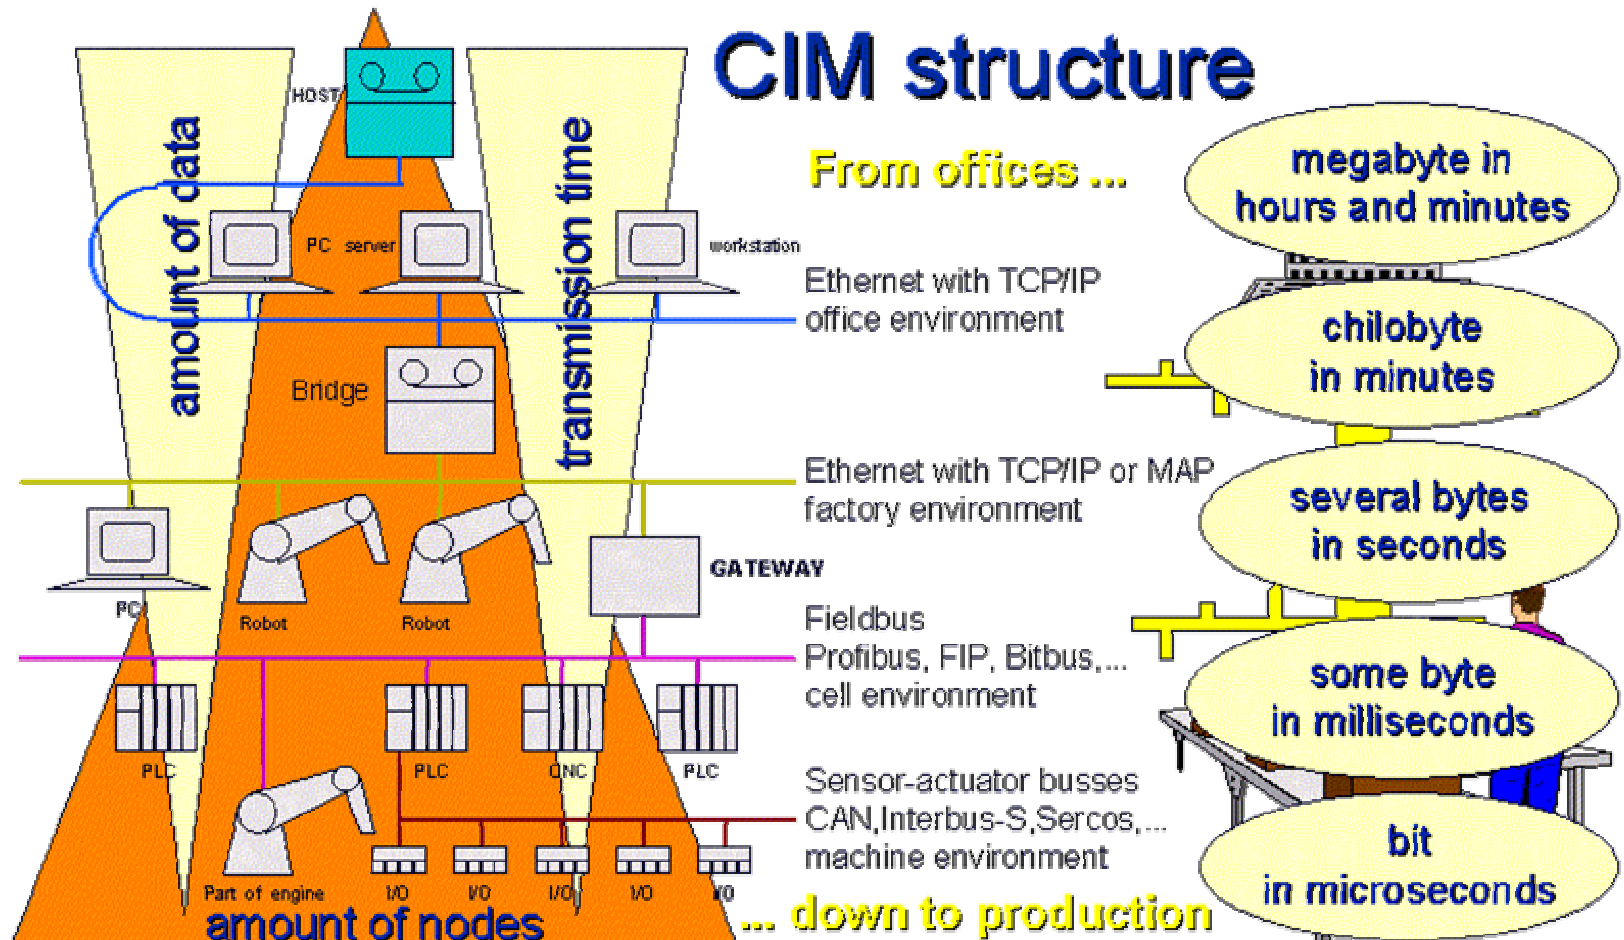 CIM structure
HOST
amount of data
transmission time
From offices ...
megabyte in
hours and minutes
PC server
workstation
Ethernet with TCP/IP
office environment
chilobyte
in minutes
Bridge
Ethernet with TCP/IP or MAP
factory environment
several bytes
in seconds
PC
Robot
Robot
GATEWAY
Fieldbus
Profibus, FIP, Bitbus,...
cell environment
some byte
in milliseconds
PLC
PLC
CNC
PLC
Sensor-actuator busses
CAN,Interbus-S,Sercos,...
machine environment
bit
in microseconds
Part of engine
I/O
I/O
I/O
I/O
I/O
amount of nodes
... down to production